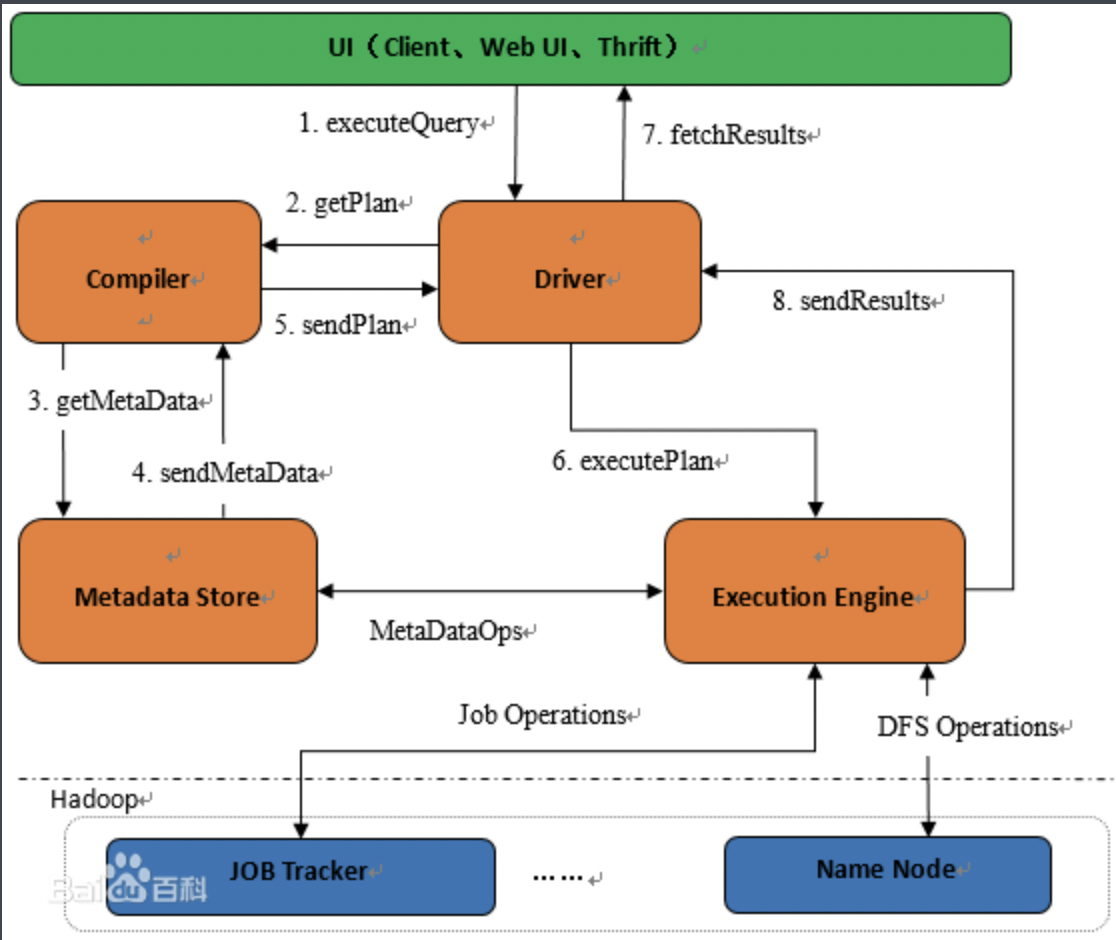 UI（Client、Web UI、Thrift）
1. executeQuery
7. fetchResults
2. getPlan
Compiler
Driver
8. sendResults
5. sendPlan
3. getMetaData
6. executePlan
4. sendMetaData
Metadata Store
Execution Engine
MetaDataOps
Job Operations
DFS Operations
Hadoop
JOB Tracker
……
Name Node
Baidu百科